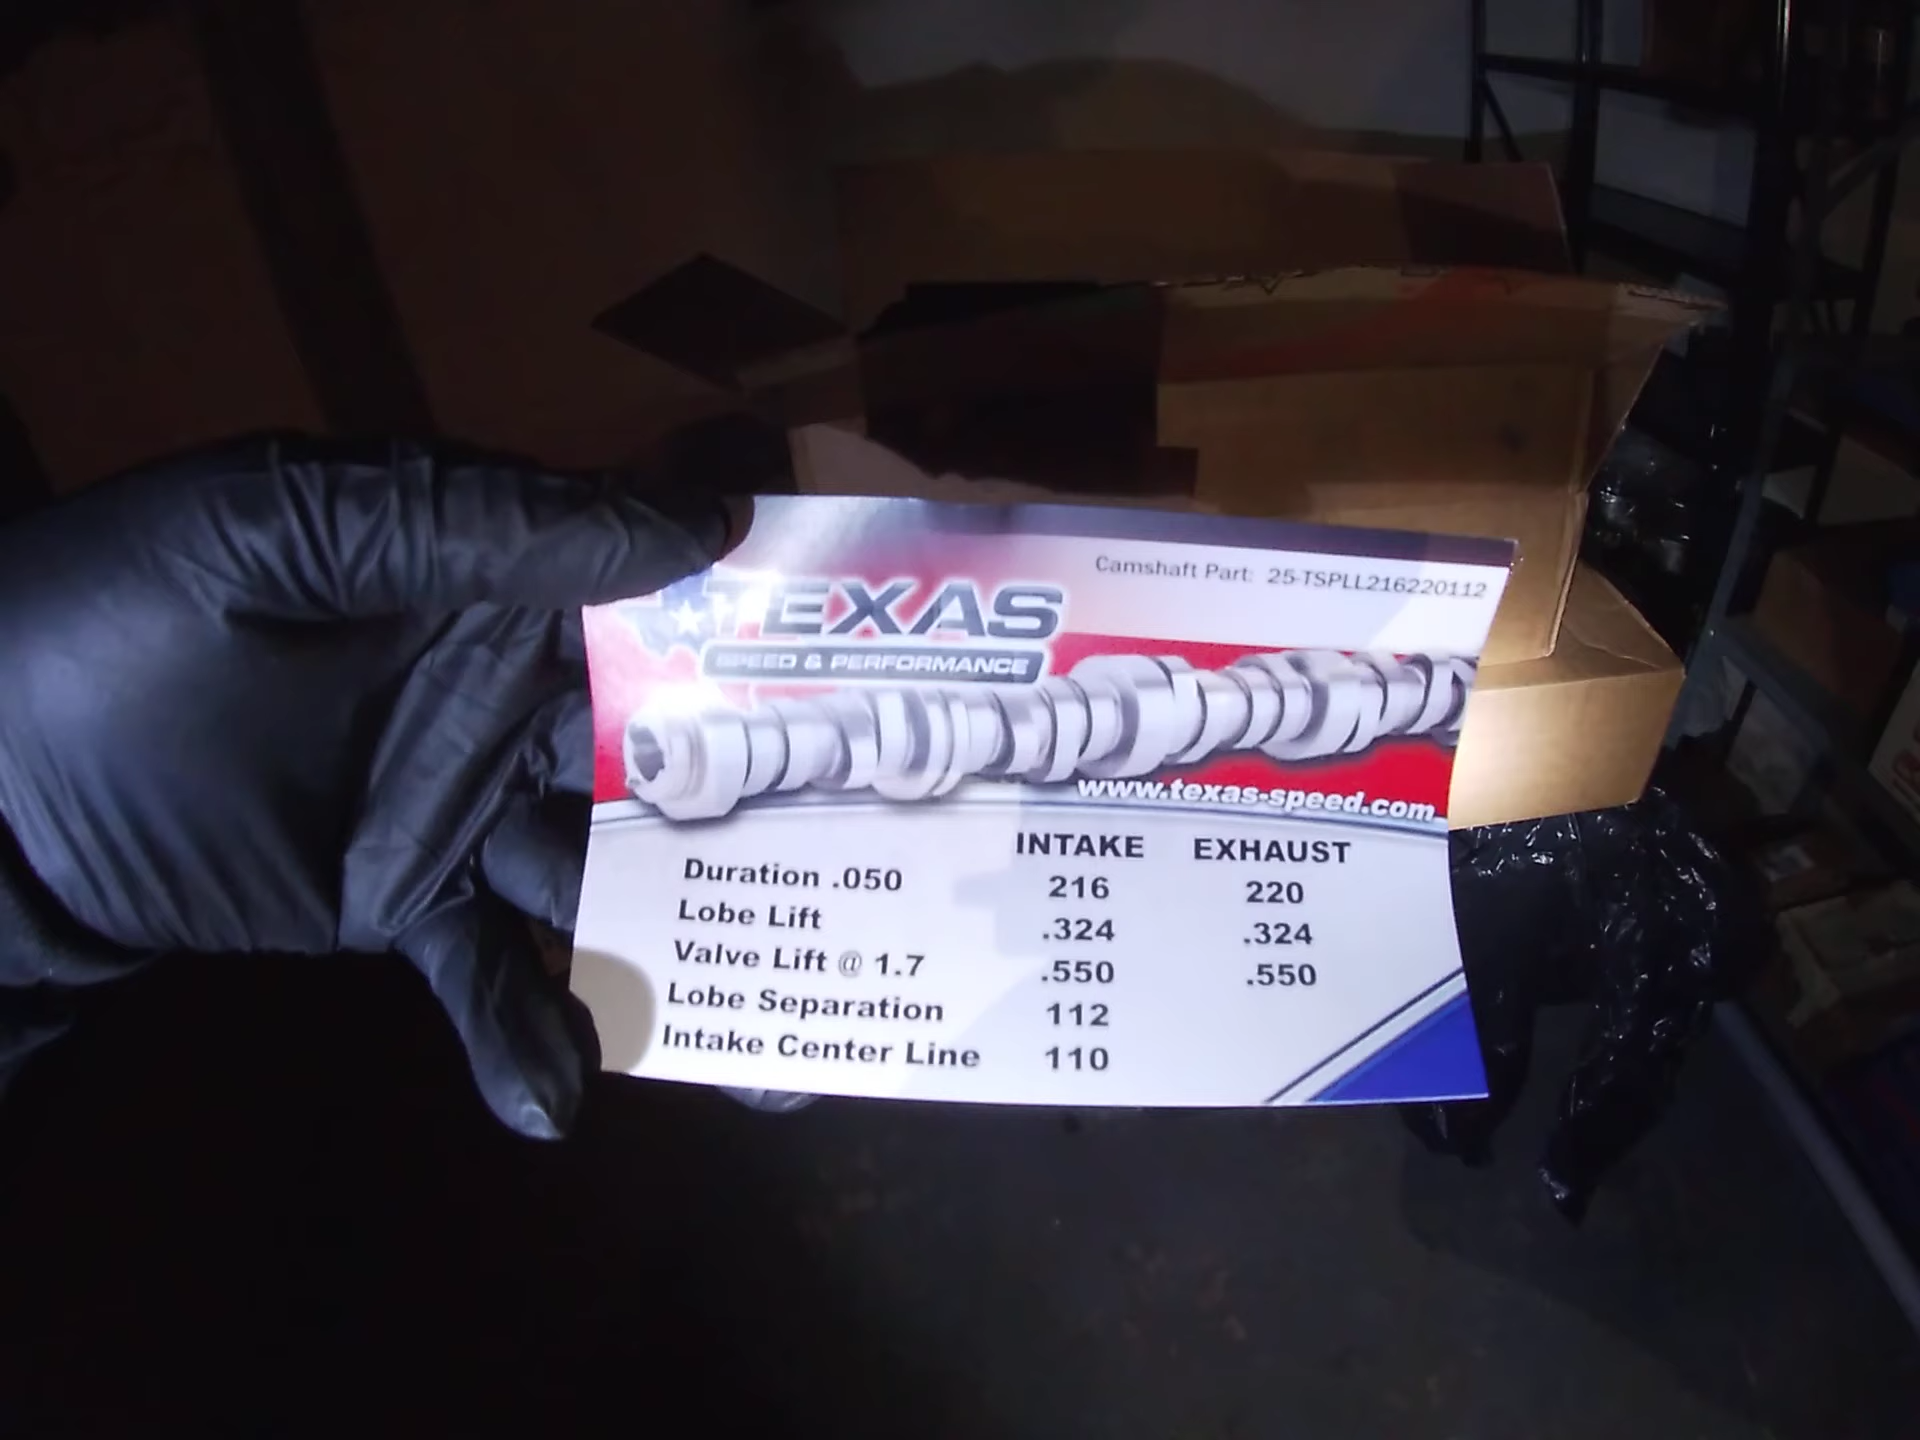 Camshaft Part: 25-TSPLL216220112
TEXAS
SPEED & PERFORMANCE
www.texas-speed.com
INTAKE EXHAUST
Duration .050 216 220
Lobe Lift .324 .324
Valve Lift @ 1.7 .550 .550
Lobe Separation 112
Intake Center Line 110